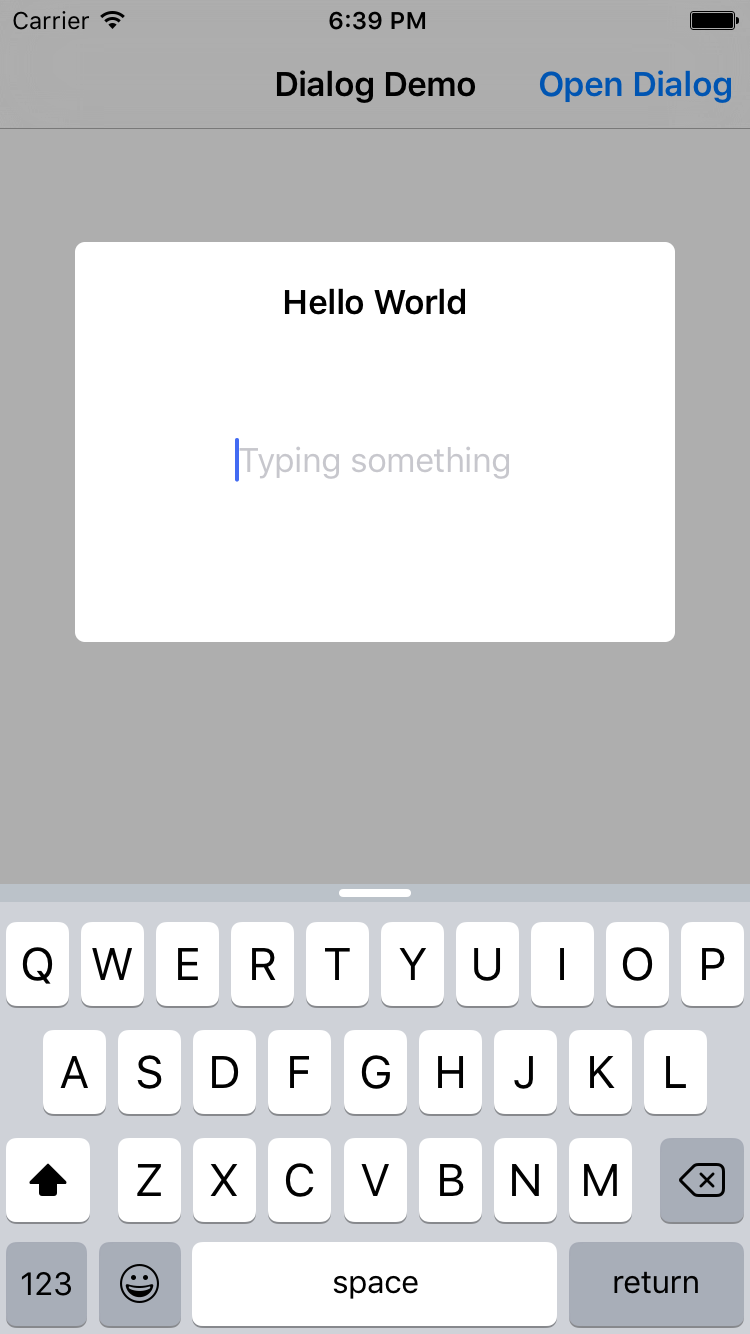 Carrier 6:39 PM
Dialog Demo Open Dialog
Hello World
Typing something
Q W E R T Y U I O P
A S D F G H J K L
Z X C V B N M
123 space return